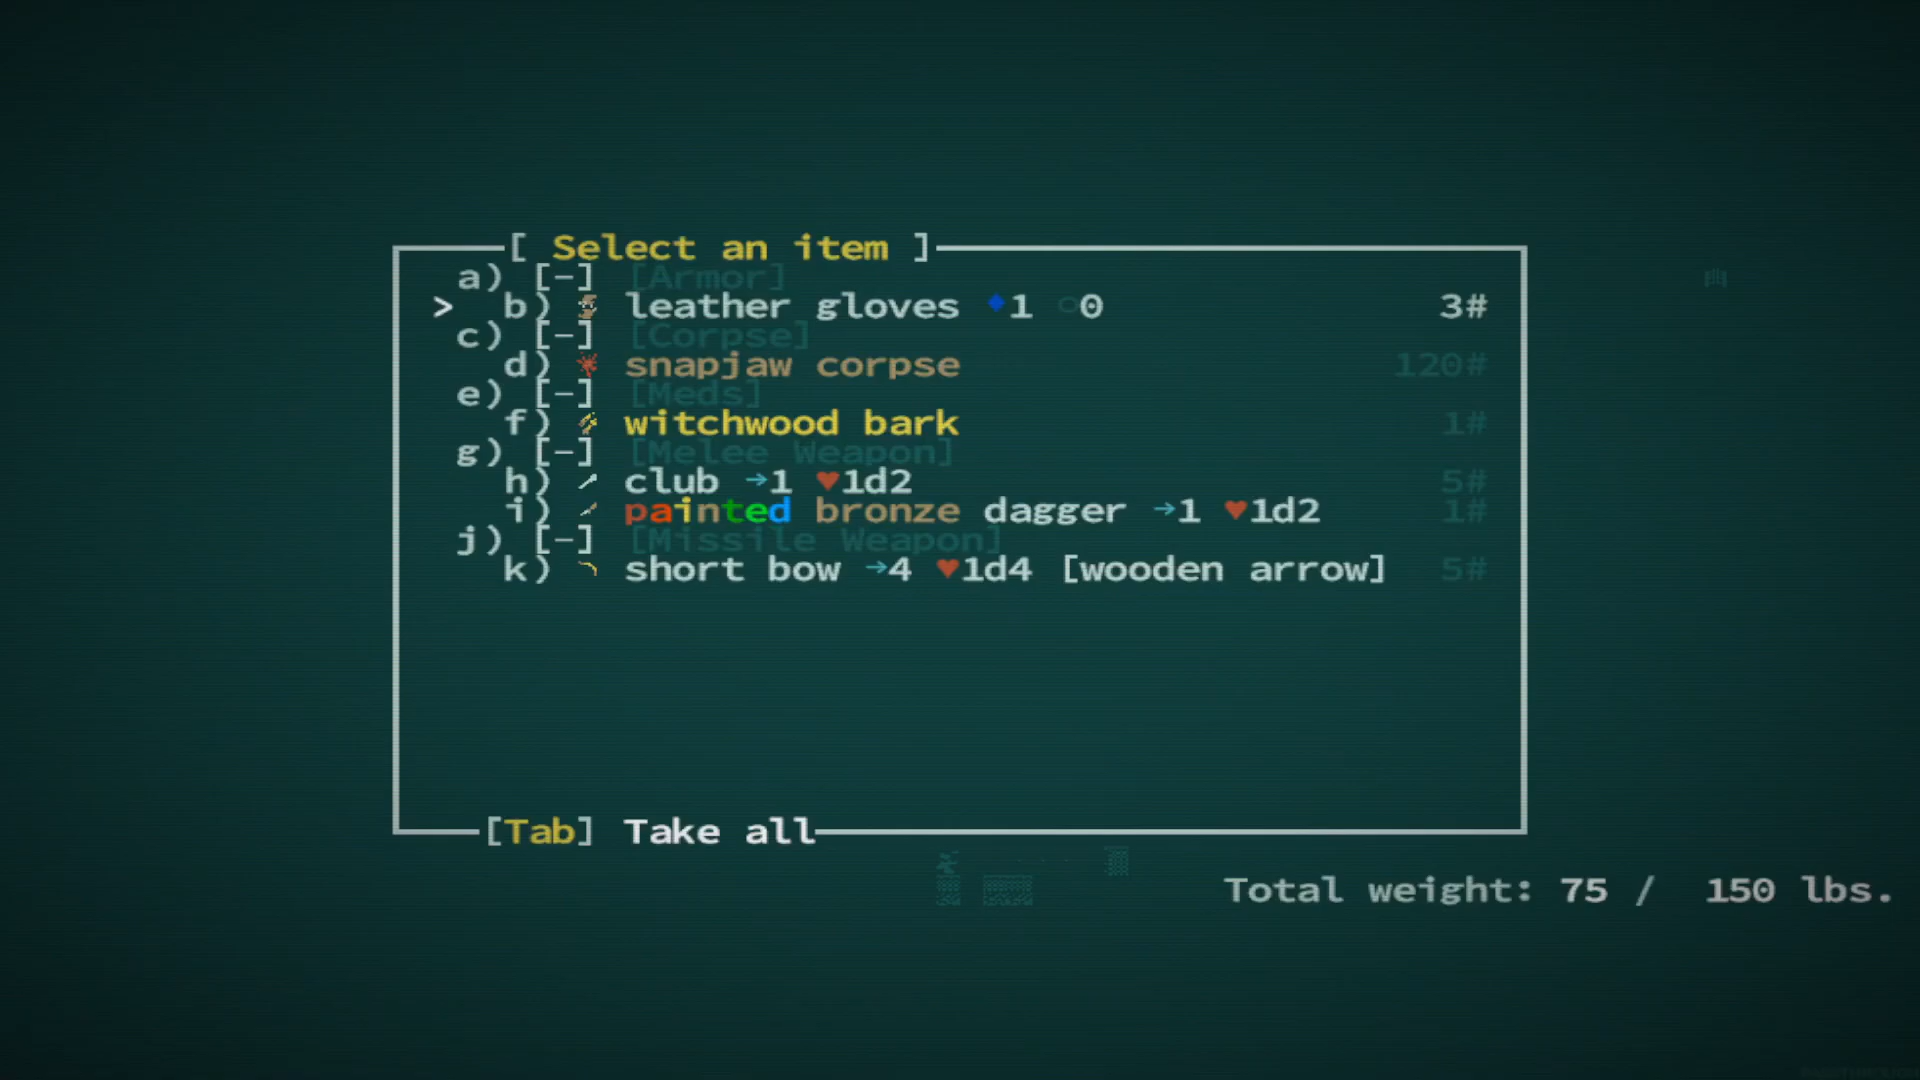 [ Select an item ]
a) [-] [Armor]
> b) leather gloves ♦1 ○0 3#
c) [-] [Corpse]
d) snapjaw corpse 120#
e) [-] [Meds]
f) witchwood bark 1#
g) [-] [Melee Weapon]
h) club →1 ♥1d2 5#
i) painted bronze dagger →1 ♥1d2 1#
j) [-] [Missile Weapon]
k) short bow →4 ♥1d4 [wooden arrow] 5#
[Tab] Take all
Total weight: 75 / 150 lbs.